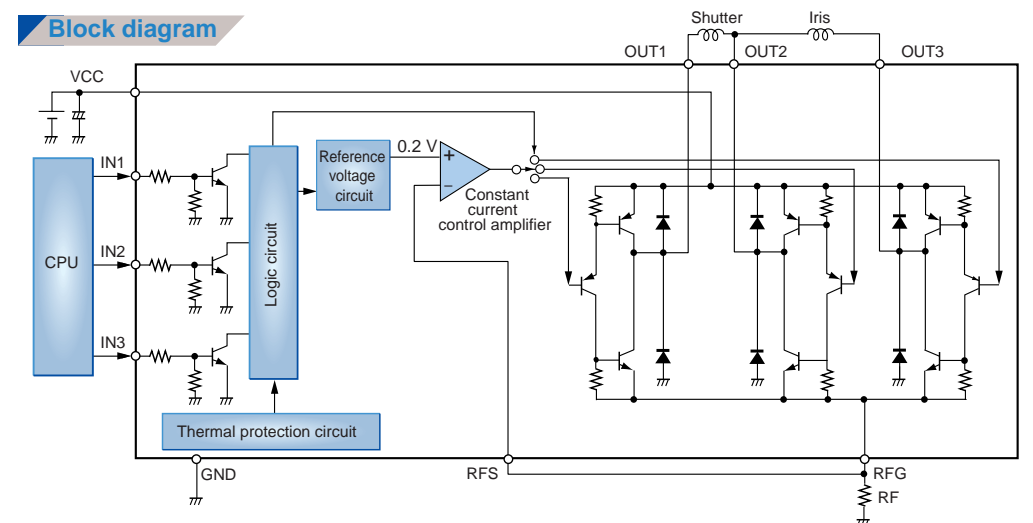 Block diagram
Shutter
Iris
OUT1
OUT2
OUT3
VCC
IN1
IN2
IN3
CPU
Logic circuit
Reference
voltage
circuit
0.2 V
+
−
Constant
current
control amplifier
Thermal protection circuit
GND
RFS
RFG
RF